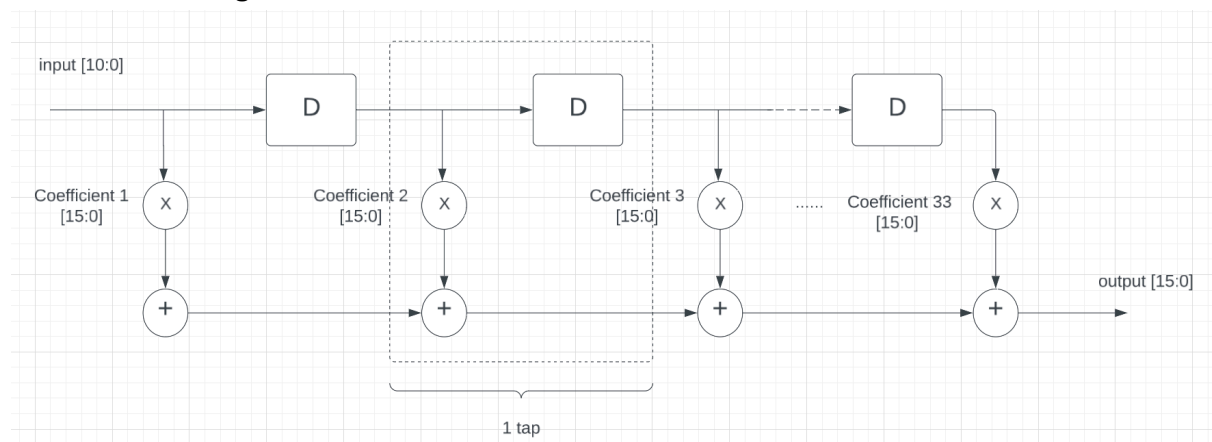 input [10:0]
D
D
D
Coefficient 1
[15:0]
X
Coefficient 2
[15:0]
X
Coefficient 3
[15:0]
X
......
Coefficient 33
[15:0]
X
+
+
+
+
output [15:0]
1 tap